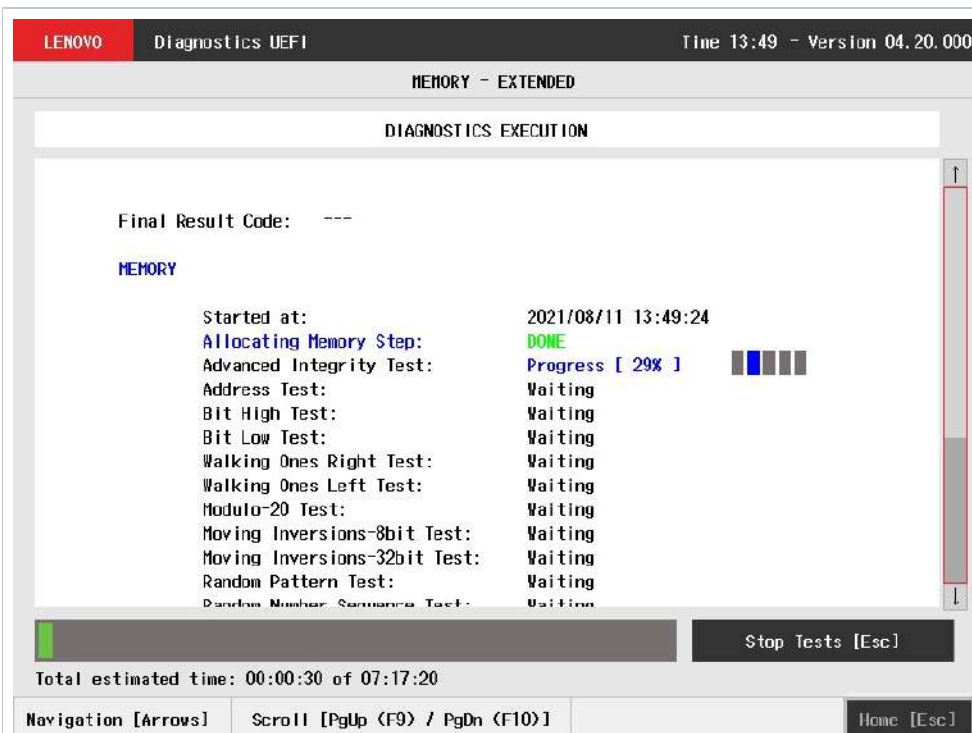 LENOVO Diagnostics UEFI Time 13:49 - Version 04.20.000
MEMORY - EXTENDED
DIAGNOSTICS EXECUTION
↑
Final Result Code: ---
MEMORY
Started at: 2021/08/11 13:49:24
Allocating Memory Step: DONE
Advanced Integrity Test: Progress [ 29% ]
Address Test: Waiting
Bit High Test: Waiting
Bit Low Test: Waiting
Walking Ones Right Test: Waiting
Walking Ones Left Test: Waiting
Modulo-20 Test: Waiting
Moving Inversions-8bit Test: Waiting
Moving Inversions-32bit Test: Waiting
Random Pattern Test: Waiting
Random Number Sequence Test: Waiting
↓
Stop Tests [Esc]
Total estimated time: 00:00:30 of 07:17:20
Navigation [Arrows] Scroll [PgUp (F9) / PgDn (F10)] Home [Esc]